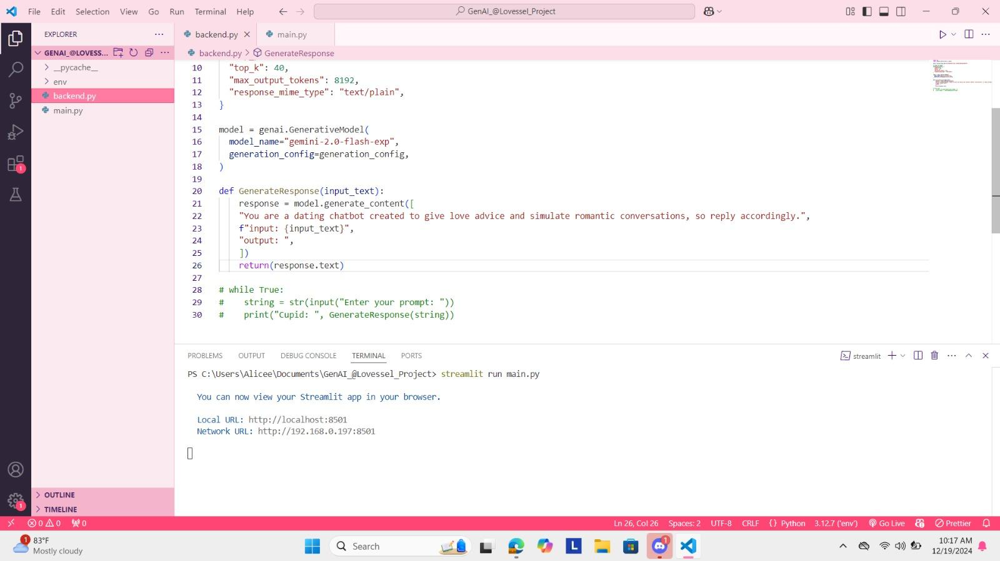 File Edit Selection View Go Run Terminal Help
GenAI_@Lovessel_Project
EXPLORER
GENAI_@LOVESS...
__pycache__
env
backend.py
main.py
OUTLINE
TIMELINE
backend.py main.py
backend.py > GenerateResponse
10 "top_k": 40,
11 "max_output_tokens": 8192,
12 "response_mime_type": "text/plain",
13 }
14
15 model = genai.GenerativeModel(
16 model_name="gemini-2.0-flash-exp",
17 generation_config=generation_config,
18 )
19
20 def GenerateResponse(input_text):
21 response = model.generate_content([
22 "You are a dating chatbot created to give love advice and simulate romantic conversations, so reply accordingly.",
23 f"input: {input_text}",
24 "output: ",
25 ])
26 return(response.text)
27
28 # while True:
29 # string = str(input("Enter your prompt: "))
30 # print("Cupid: ", GenerateResponse(string))
PROBLEMS OUTPUT DEBUG CONSOLE TERMINAL PORTS
streamlit
PS C:\Users\Alicee\Documents\GenAI_@Lovessel_Project> streamlit run main.py
You can now view your Streamlit app in your browser.
Local URL: http://localhost:8501
Network URL: http://192.168.0.197:8501
1
1
0 0 0
Ln 26, Col 26 Spaces: 2 UTF-8 CRLF {} Python 3.12.7 ('env') Go Live Prettier
1
83°F
Mostly cloudy
Search
L
1
10:17 AM
12/19/2024